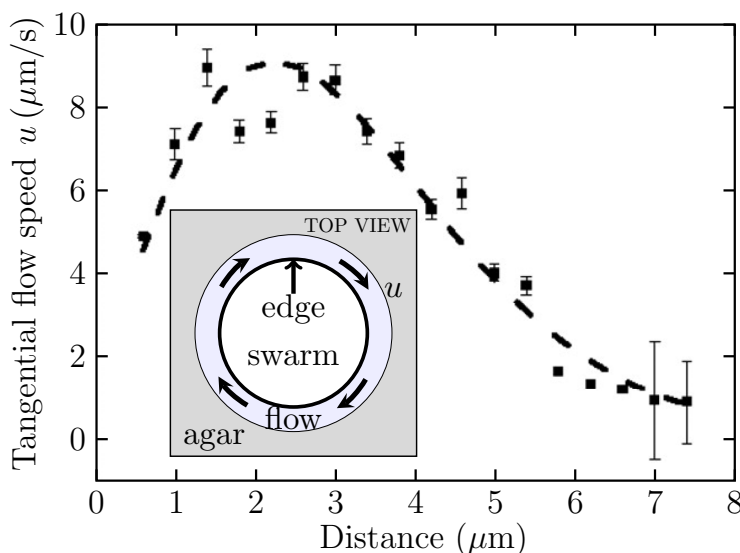 Tangential flow speed u (μm/s)
10
8
6
4
2
0
0 1 2 3 4 5 6 7 8
Distance (μm)
TOP VIEW
u
edge
swarm
flow
agar